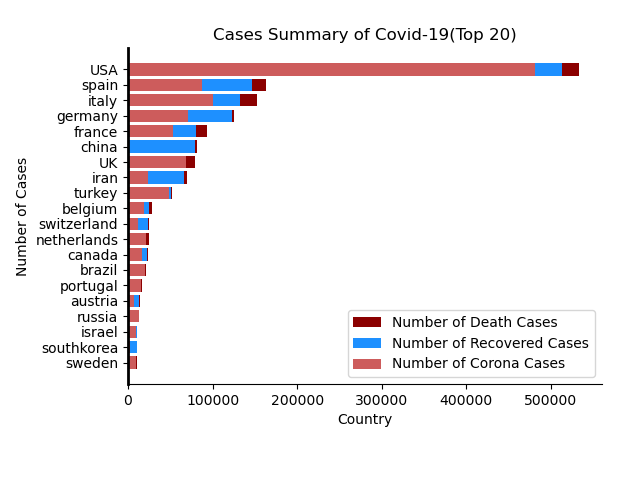 Cases Summary of Covid-19(Top 20)
Number of Cases
USA
spain
italy
germany
france
china
UK
iran
turkey
belgium
switzerland
netherlands
canada
brazil
portugal
austria
russia
israel
southkorea
sweden
Number of Death Cases
Number of Recovered Cases
Number of Corona Cases
0 100000 200000 300000 400000 500000
Country